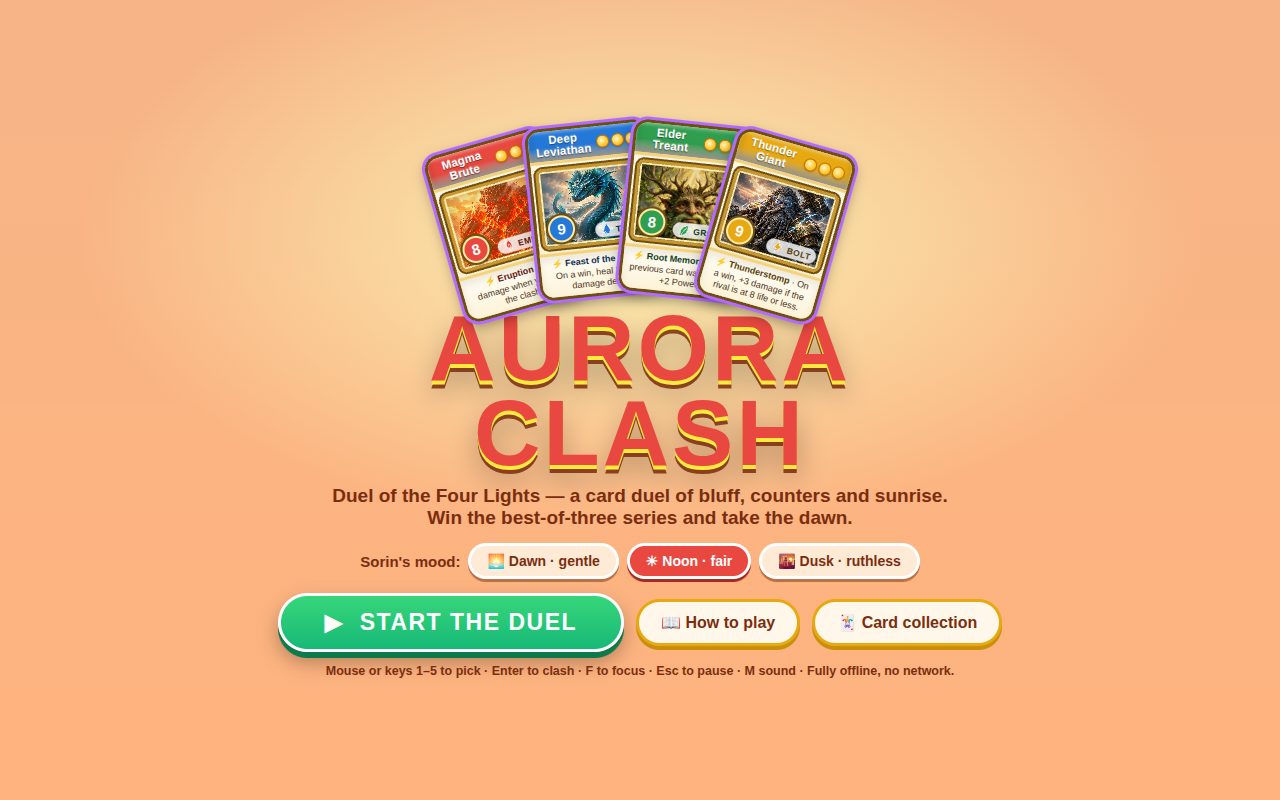 Magma
Brute
8
EM
⚡ Eruption
damage when
the clas
Deep
Leviathan
9
Feast of the
On a win, heal
damage de
Elder
Treant
8
GR
⚡ Root Memor
previous card wa
+2 Powe
Thunder
Giant
9
BOLT
⚡ Thunderstomp · On
a win, +3 damage if the
rival is at 8 life or less.
AURORA
CLASH
Duel of the Four Lights — a card duel of bluff, counters and sunrise.
Win the best-of-three series and take the dawn.
Sorin's mood:
🌅 Dawn · gentle
☀ Noon · fair
🌇 Dusk · ruthless
▶ START THE DUEL
📖 How to play
🃏 Card collection
Mouse or keys 1–5 to pick · Enter to clash · F to focus · Esc to pause · M sound · Fully offline, no network.